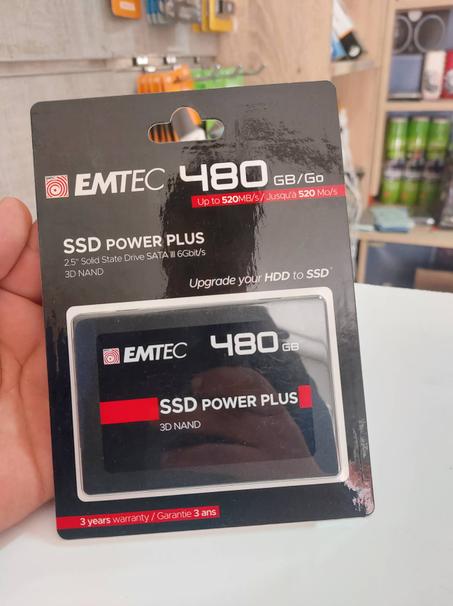 EMTEC 480 GB/Go
Up to 520MB/s / Jusqu'à 520 Mo/s
SSD POWER PLUS
2.5" Solid State Drive SATA III 6Gbit/s
3D NAND
Upgrade your HDD to SSD*
EMTEC 480 GB
SSD POWER PLUS
3D NAND
3 years warranty / Garantie 3 ans